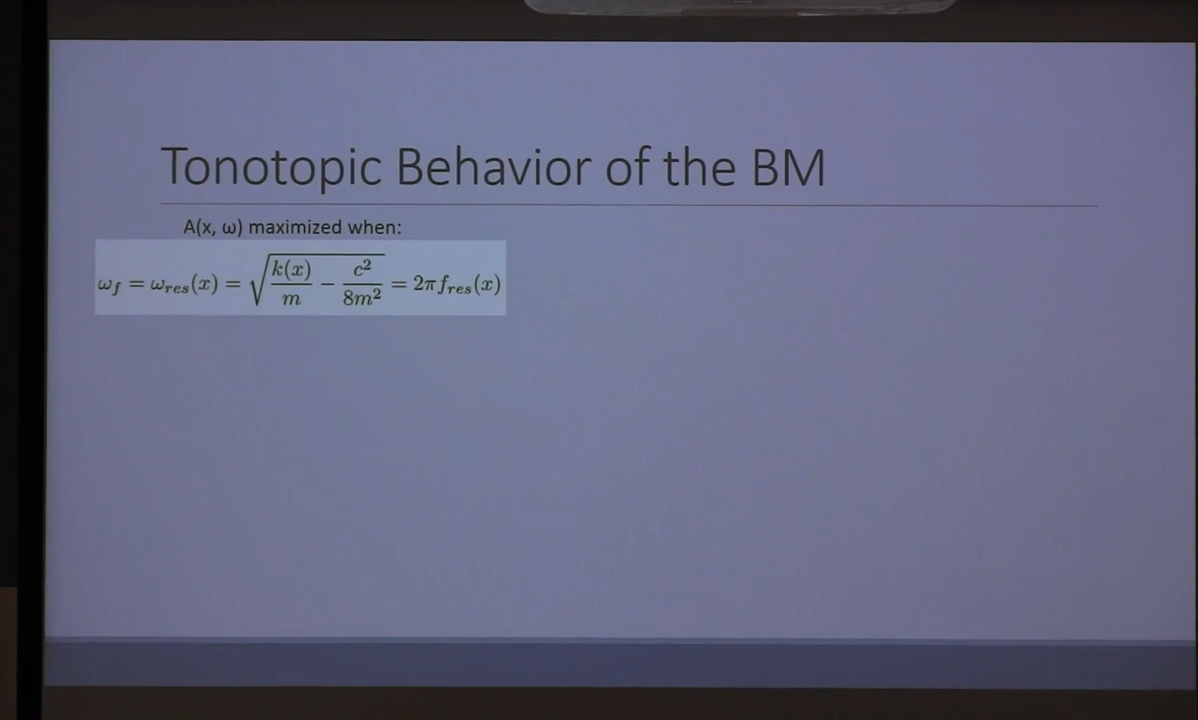 Tonotopic Behavior of the BM
A(x, ω) maximized when:
ω_f = ω_res(x) = √(k(x)/m − c²/8m²) = 2πf_res(x)